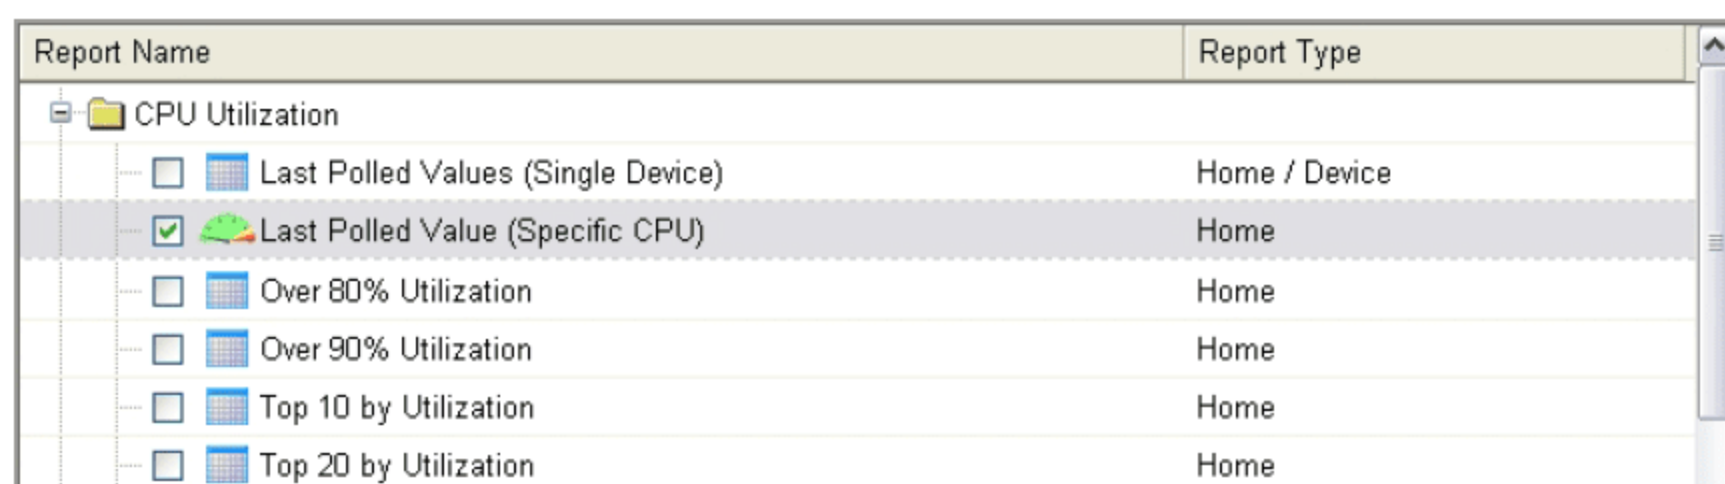 Report Name Report Type
CPU Utilization
Last Polled Values (Single Device) Home / Device
Last Polled Value (Specific CPU) Home
Over 80% Utilization Home
Over 90% Utilization Home
Top 10 by Utilization Home
Top 20 by Utilization Home